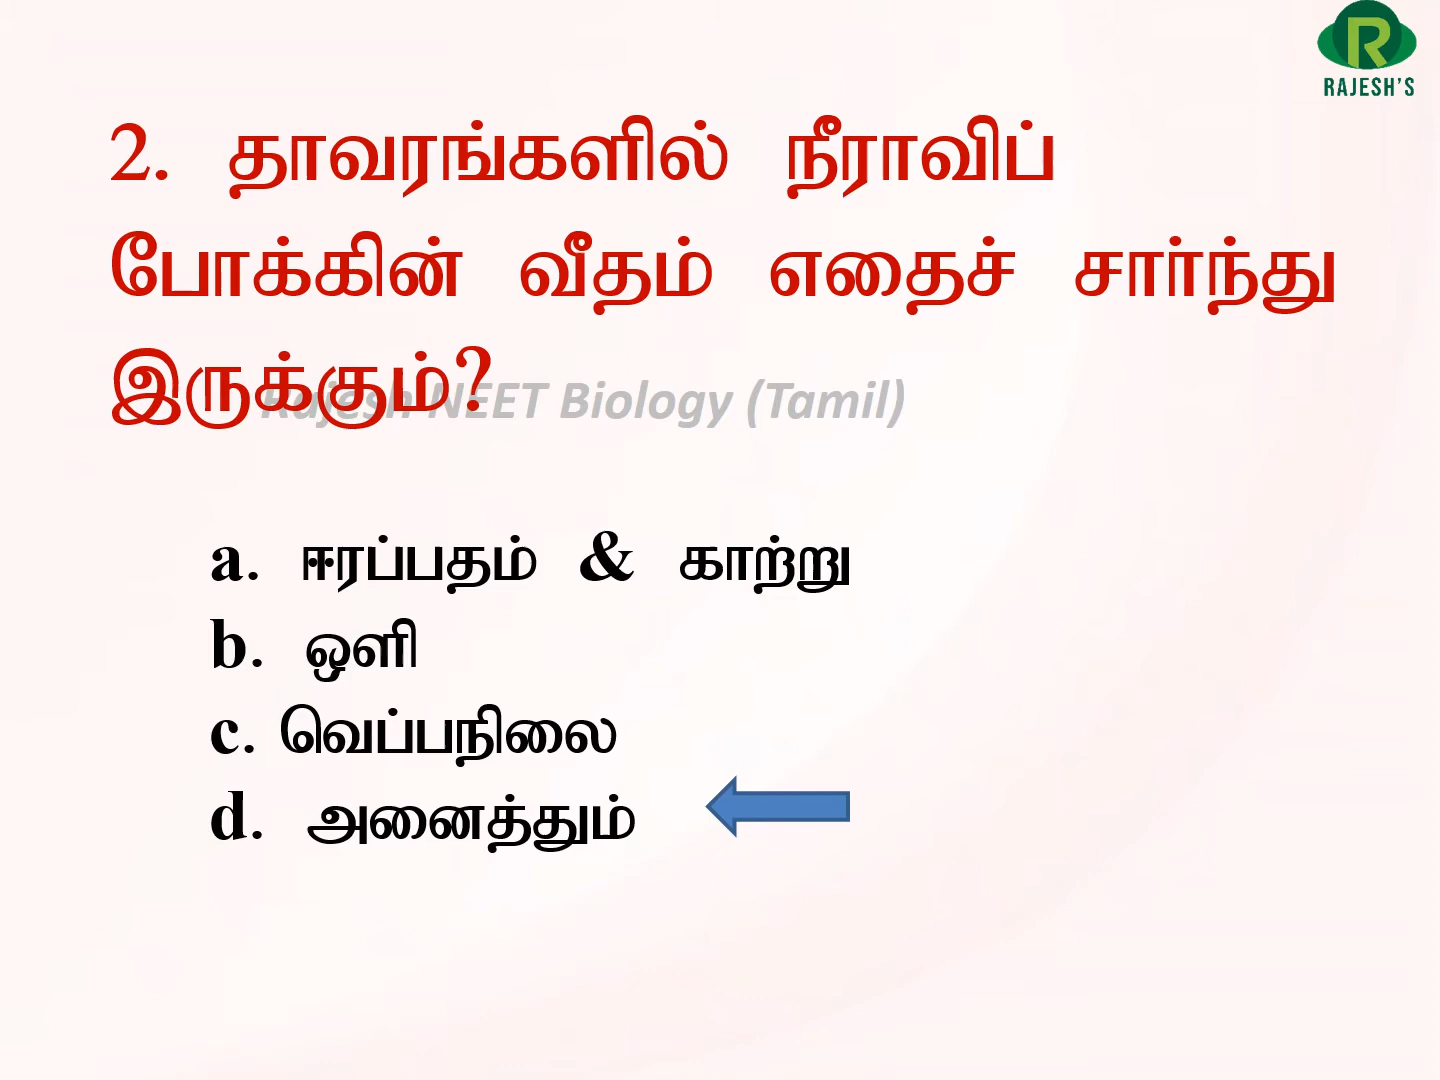 RAJESH'S
2. தாவரங்களில் நீராவிப்
போக்கின் வீதம் எதைச் சார்ந்து
இருக்கும்?
Rajesh NEET Biology (Tamil)
a. ஈரப்பதம் & காற்று
b. ஒளி
c. வெப்பநிலை
d. அனைத்தும்